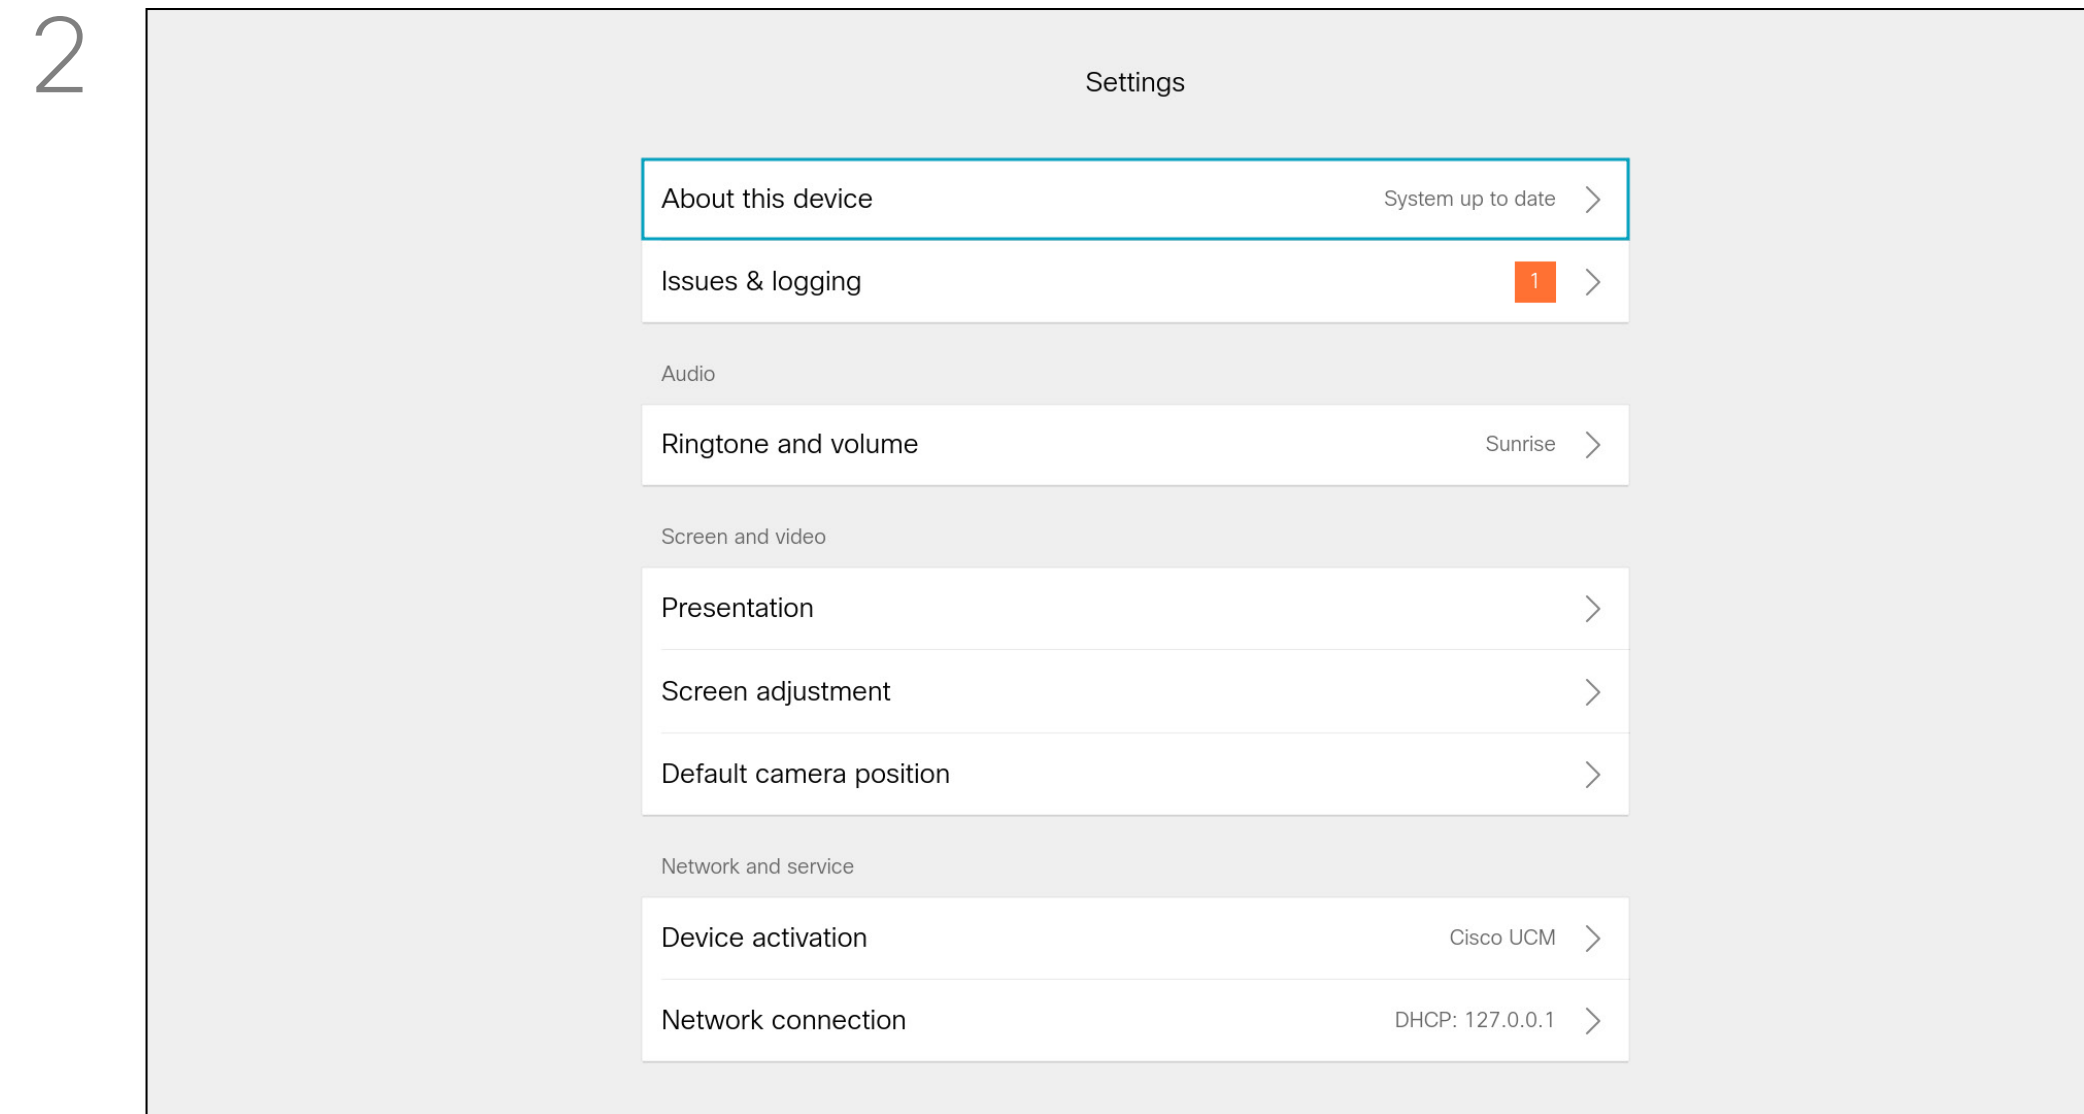 2
Settings
About this device System up to date
Issues & logging 1
Audio
Ringtone and volume Sunrise
Screen and video
Presentation
Screen adjustment
Default camera position
Network and service
Device activation Cisco UCM
Network connection DHCP: 127.0.0.1